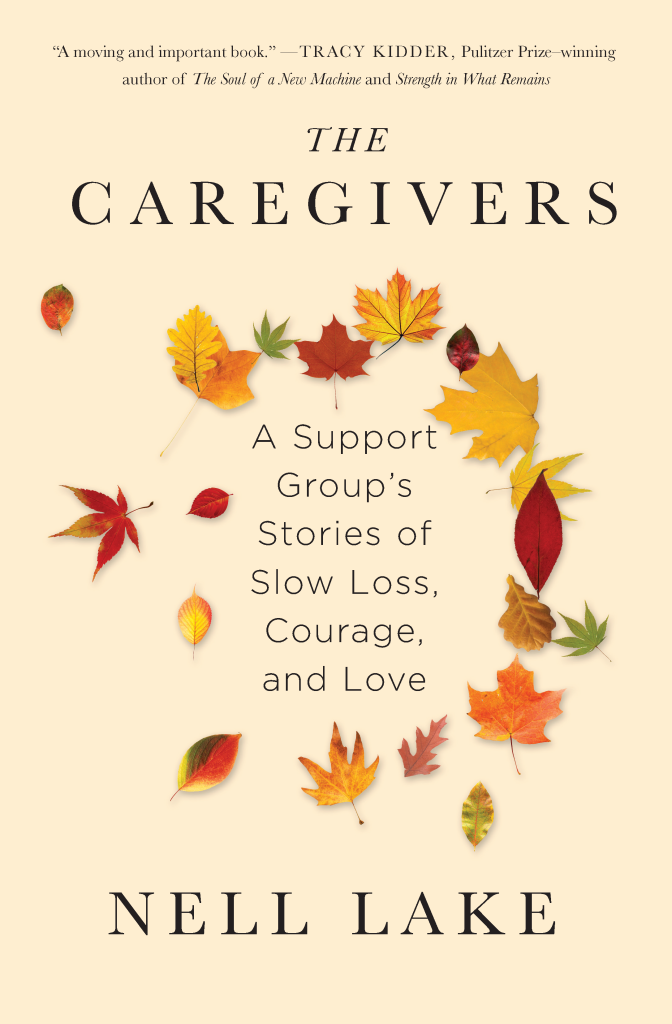 “A moving and important book.” —TRACY KIDDER, Pulitzer Prize–winning
author of The Soul of a New Machine and Strength in What Remains
THE
CAREGIVERS
A Support
Group’s
Stories of
Slow Loss,
Courage,
and Love
NELL LAKE